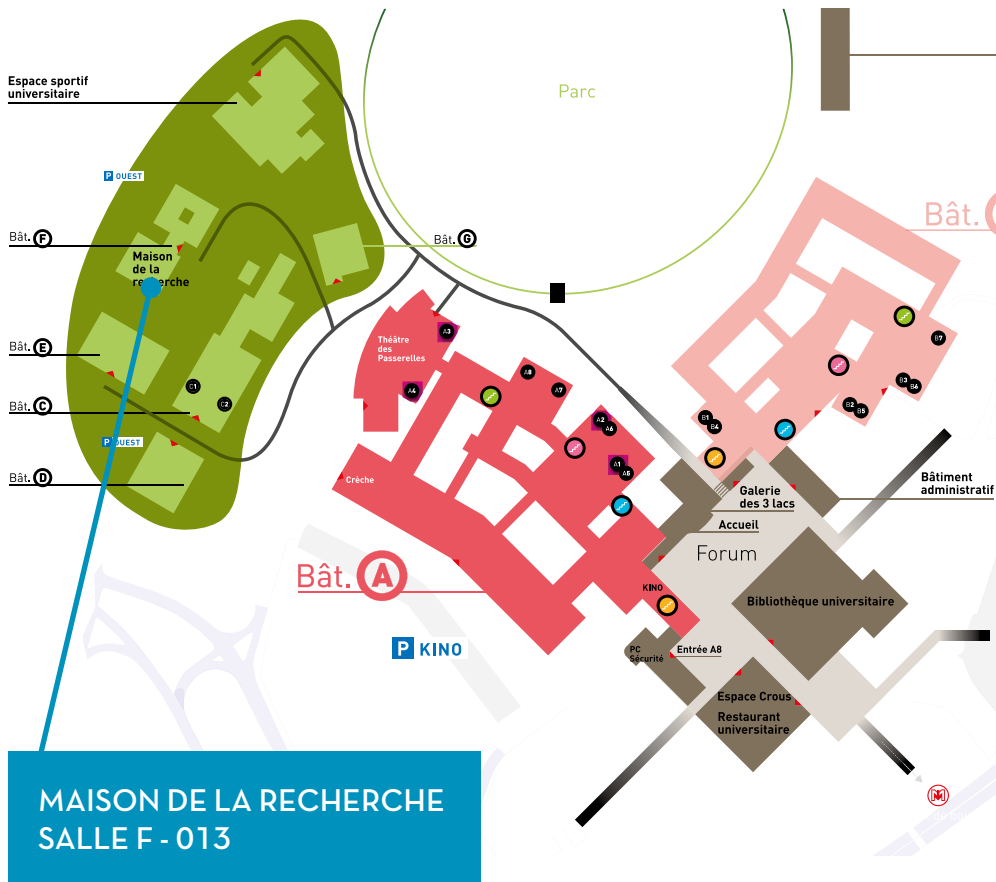 Espace sportif
universitaire
Parc
P OUEST
Bât.
Bât. F
Bât. G
Maison
de la
recherche
Théâtre
des
Passerelles
A3
A4
A8
A7
A2
A6
A1
A5
B7
B3
B6
B2
B5
B1
B4
Bât. E
C1
C2
Bât. C
P OUEST
Bât. D
Crèche
Galerie
des 3 lacs
Accueil
Bâtiment
administratif
Forum
Bât. A
KINO
Bibliothèque universitaire
P KINO
PC
Sécurité
Entrée A8
Espace Crous
Restaurant
universitaire
M
MAISON DE LA RECHERCHE
SALLE F - 013